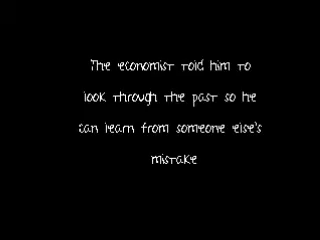 The economist told him to
look through the past so he
can learn from someone else's
mistake